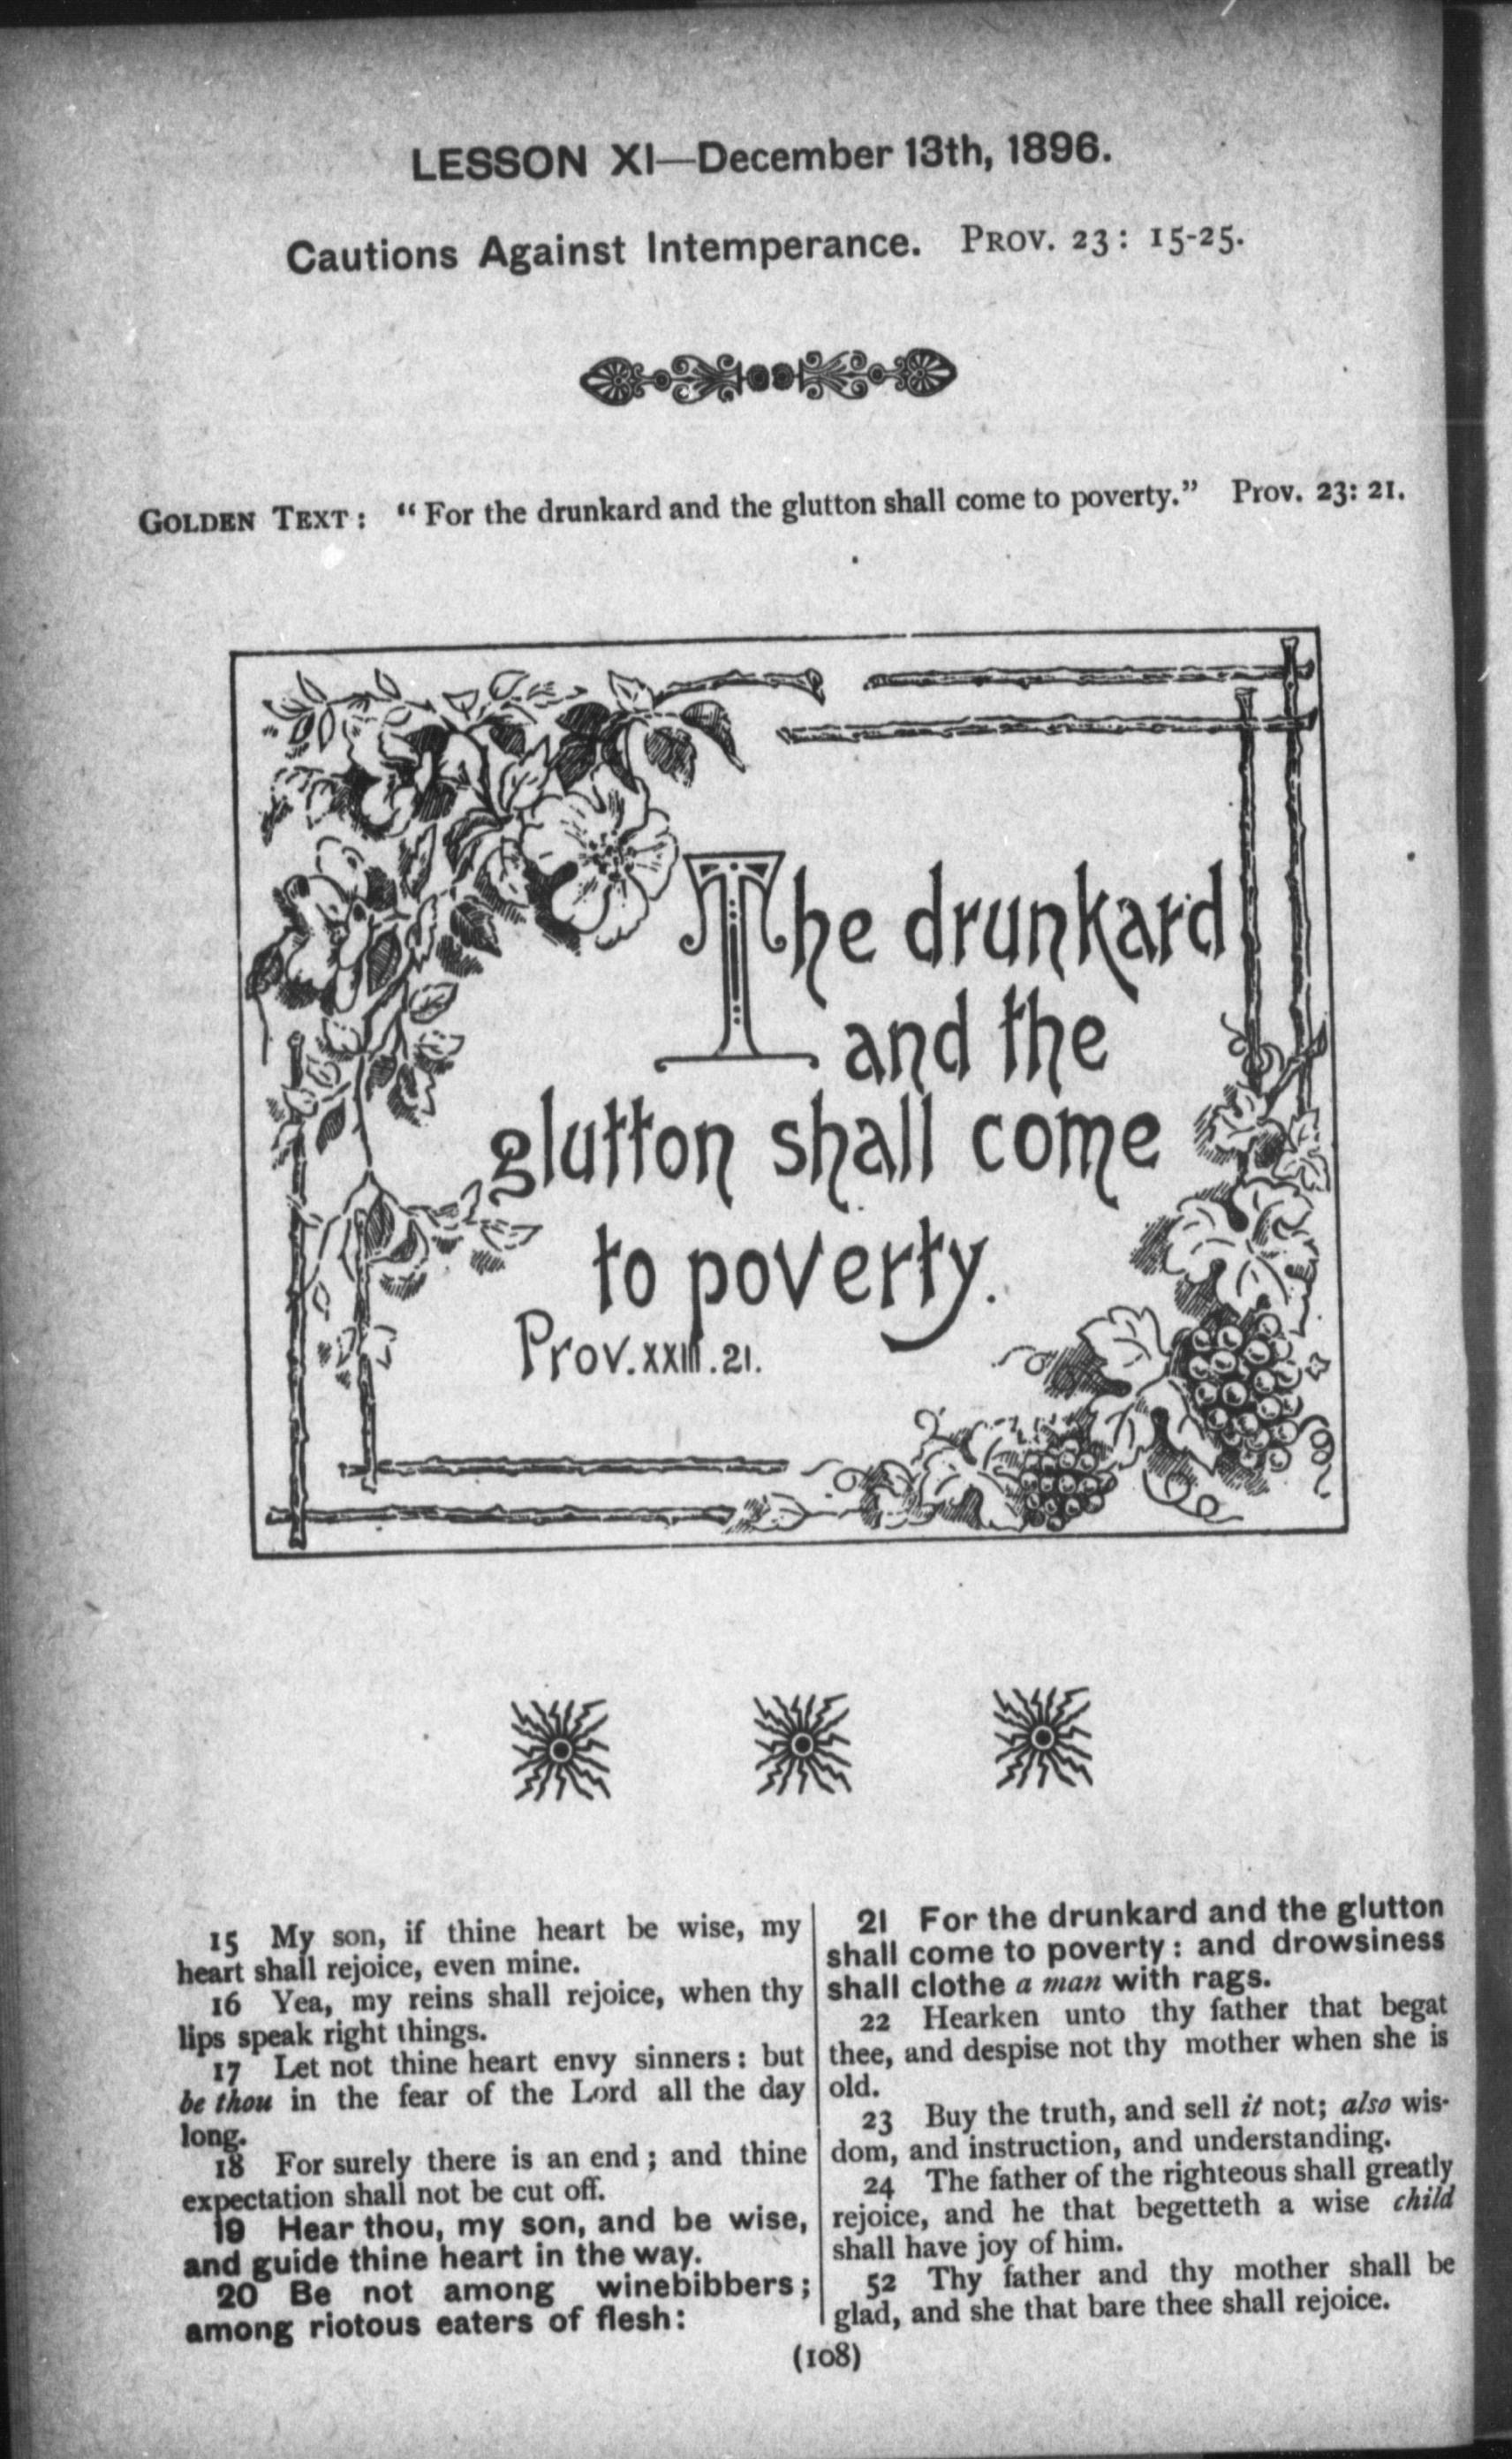 LESSON XI—December 13th, 1896.
Cautions Against Intemperance. PROV. 23: 15-25.
GOLDEN TEXT: “For the drunkard and the glutton shall come to poverty.” Prov. 23: 21.
The drunkard
and the
glutton shall come
to poverty.
Prov. XXIII. 21.
15 My son, if thine heart be wise, my
heart shall rejoice, even mine.
16 Yea, my reins shall rejoice, when thy
lips speak right things.
17 Let not thine heart envy sinners: but
be thou in the fear of the Lord all the day
long.
18 For surely there is an end; and thine
expectation shall not be cut off.
19 Hear thou, my son, and be wise,
and guide thine heart in the way.
20 Be not among winebibbers;
among riotous eaters of flesh:
21 For the drunkard and the glutton
shall come to poverty: and drowsiness
shall clothe a man with rags.
22 Hearken unto thy father that begat
thee, and despise not thy mother when she is
old.
23 Buy the truth, and sell it not; also wis-
dom, and instruction, and understanding.
24 The father of the righteous shall greatly
rejoice, and he that begetteth a wise child
shall have joy of him.
52 Thy father and thy mother shall be
glad, and she that bare thee shall rejoice.
(108)